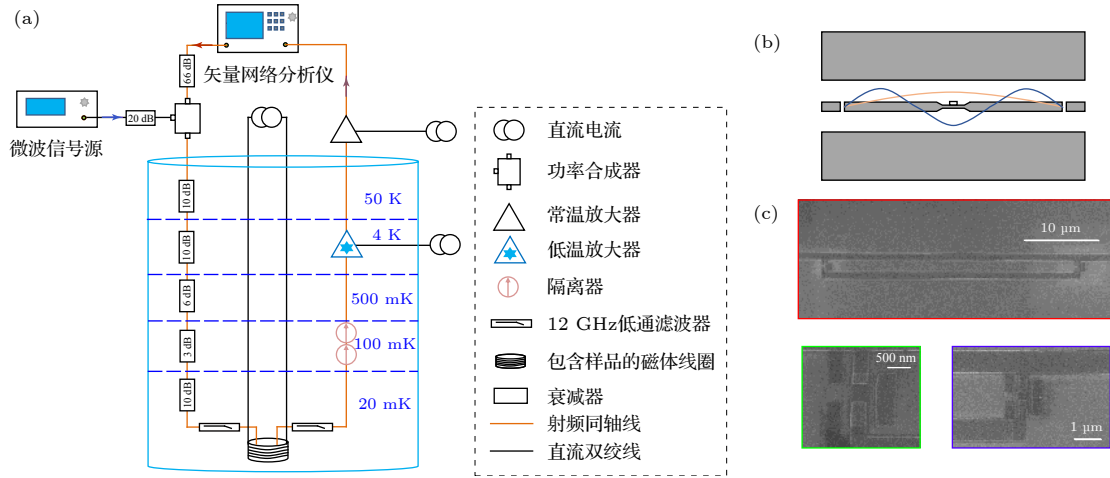 (a)
矢量网络分析仪
66 dB
20 dB
微波信号源
10 dB
50 K
10 dB
4 K
6 dB
500 mK
3 dB
100 mK
10 dB
20 mK
直流电流
功率合成器
常温放大器
低温放大器
隔离器
12 GHz低通滤波器
包含样品的磁体线圈
衰减器
射频同轴线
直流双绞线
(b)
(c)
10 μm
500 nm
1 μm